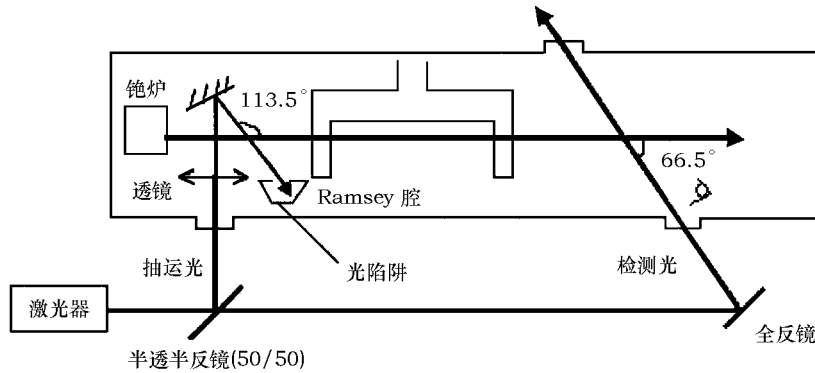 铯炉
113.5°
66.5°
透镜
Ramsey 腔
抽运光
光陷阱
检测光
激光器
全反镜
半透半反镜(50/50)